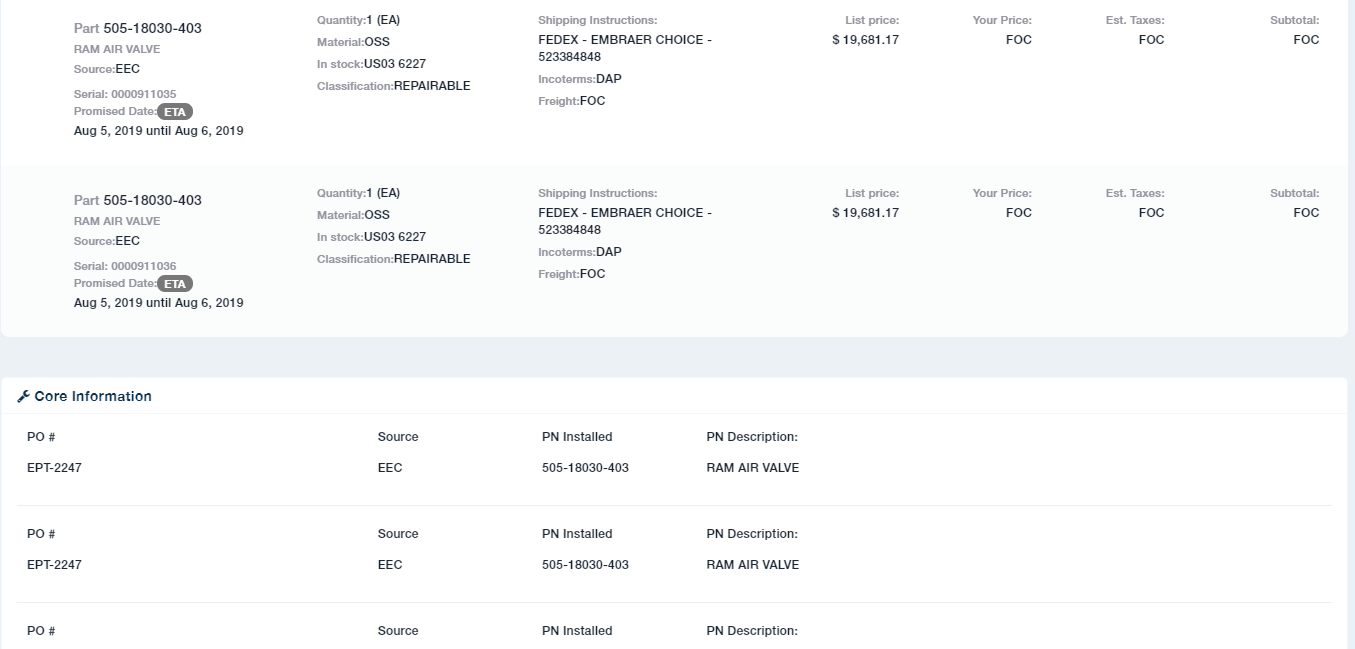 Part 505-18030-403
RAM AIR VALVE
Source:EEC
Serial: 0000911035
Promised Date: ETA
Aug 5, 2019 until Aug 6, 2019
Quantity:1 (EA)
Material:OSS
In stock:US03 6227
Classification:REPAIRABLE
Shipping Instructions:
FEDEX - EMBRAER CHOICE -
523384848
Incoterms:DAP
Freight:FOC
List price:
$ 19,681.17
Your Price:
FOC
Est. Taxes:
FOC
Subtotal:
FOC
Part 505-18030-403
RAM AIR VALVE
Source:EEC
Serial: 0000911036
Promised Date: ETA
Aug 5, 2019 until Aug 6, 2019
Quantity:1 (EA)
Material:OSS
In stock:US03 6227
Classification:REPAIRABLE
Shipping Instructions:
FEDEX - EMBRAER CHOICE -
523384848
Incoterms:DAP
Freight:FOC
List price:
$ 19,681.17
Your Price:
FOC
Est. Taxes:
FOC
Subtotal:
FOC
Core Information
PO # Source PN Installed PN Description:
EPT-2247 EEC 505-18030-403 RAM AIR VALVE
PO # Source PN Installed PN Description:
EPT-2247 EEC 505-18030-403 RAM AIR VALVE
PO # Source PN Installed PN Description: